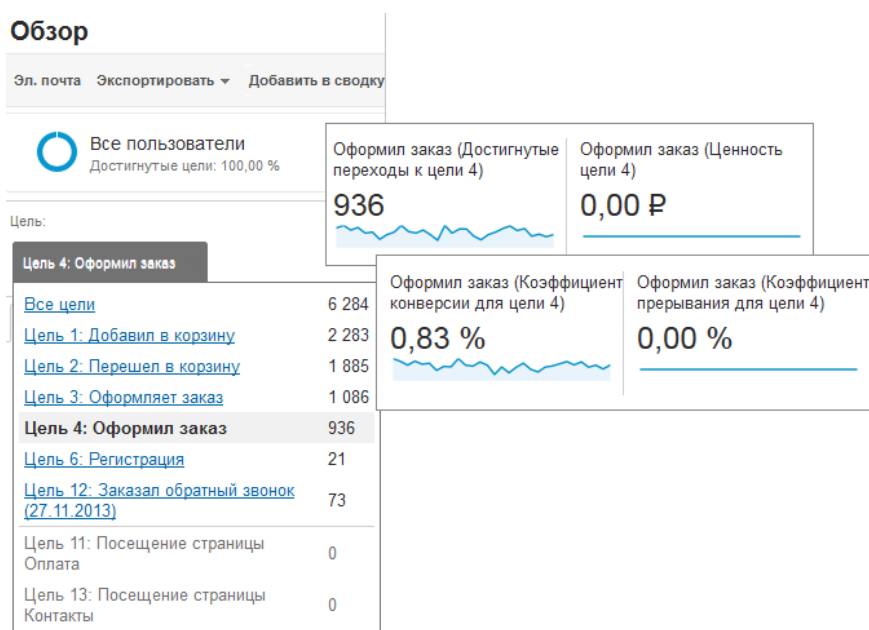 Обзор
Эл. почта Экспортировать Добавить в сводку
Все пользователи
Достигнутые цели: 100,00 %
Цель:
Цель 4: Оформил заказ
Все цели 6 284
Цель 1: Добавил в корзину 2 283
Цель 2: Перешел в корзину 1 885
Цель 3: Оформляет заказ 1 086
Цель 4: Оформил заказ 936
Цель 6: Регистрация 21
Цель 12: Заказал обратный звонок
(27.11.2013) 73
Цель 11: Посещение страницы
Оплата 0
Цель 13: Посещение страницы
Контакты 0
Оформил заказ (Достигнутые
переходы к цели 4)
936
Оформил заказ (Ценность
цели 4)
0,00 ₽
Оформил заказ (Коэффициент
конверсии для цели 4)
0,83 %
Оформил заказ (Коэффициент
прерывания для цели 4)
0,00 %